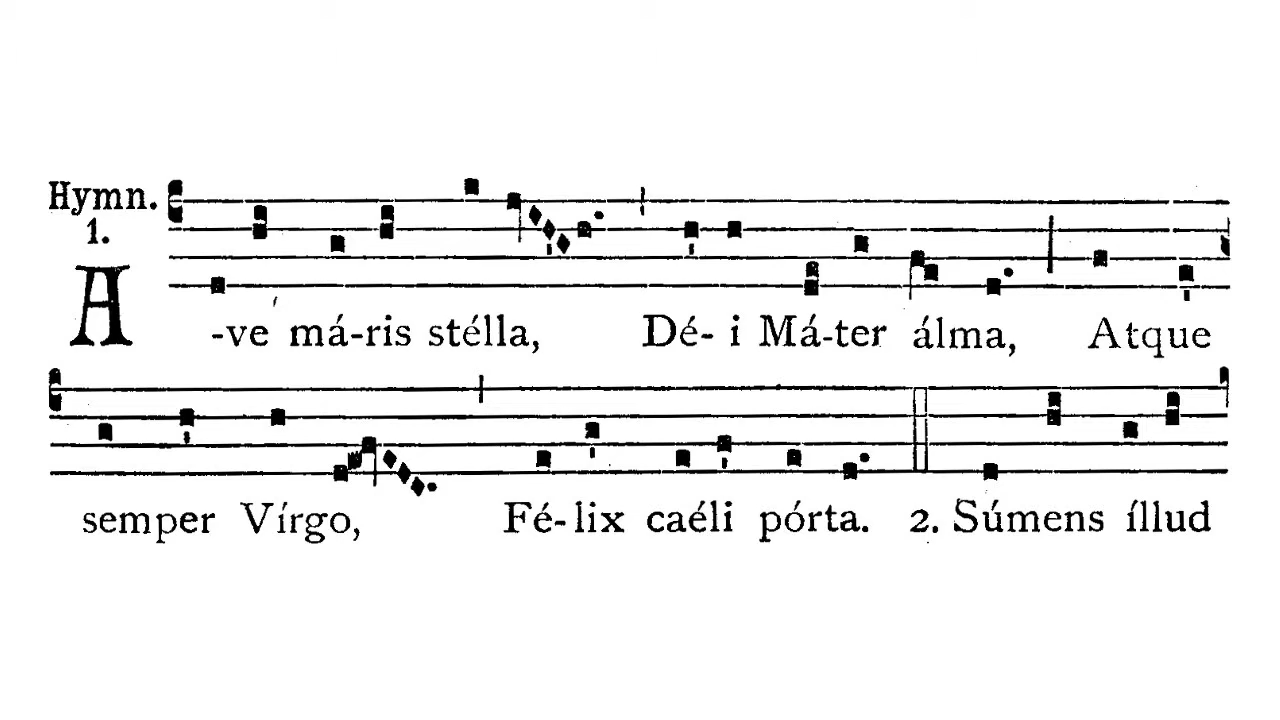 Hymn.
1.
A-ve má-ris stélla, Dé- i Má-ter álma, Atque
semper Vírgo, Fé-lix caéli pórta. 2. Súmens íllud